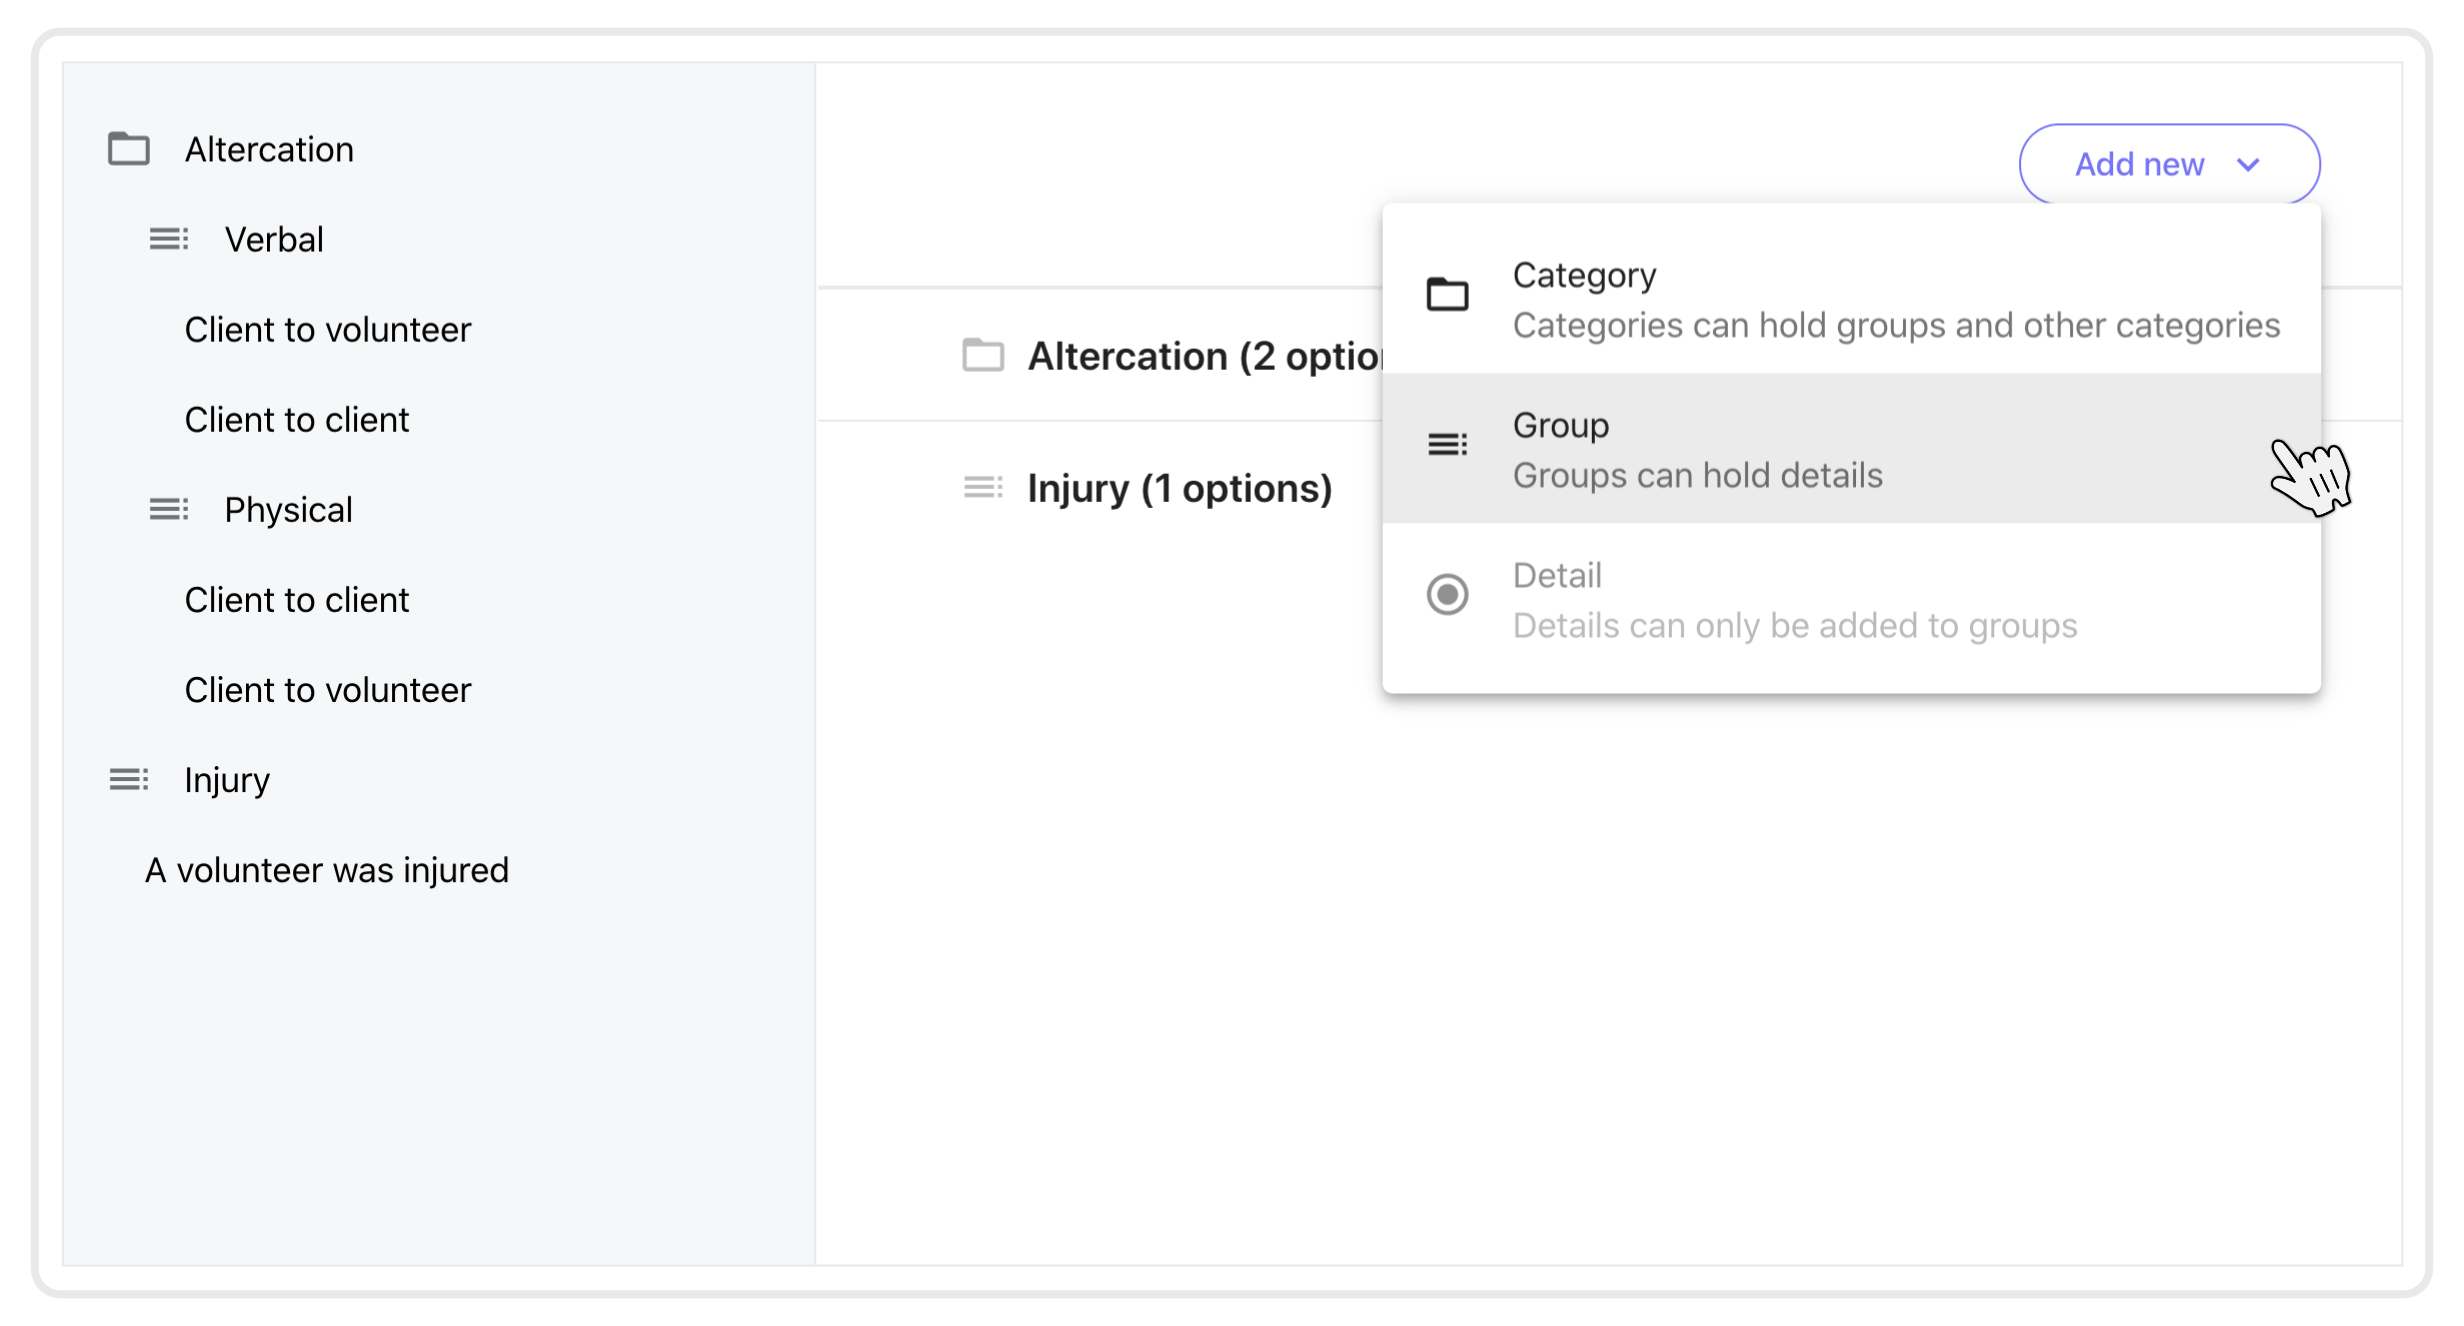 Altercation
Verbal
Client to volunteer
Client to client
Physical
Client to client
Client to volunteer
Injury
A volunteer was injured
Add new
Category
Categories can hold groups and other categories
Group
Groups can hold details
Detail
Details can only be added to groups
Altercation (2
Injury (1 options)